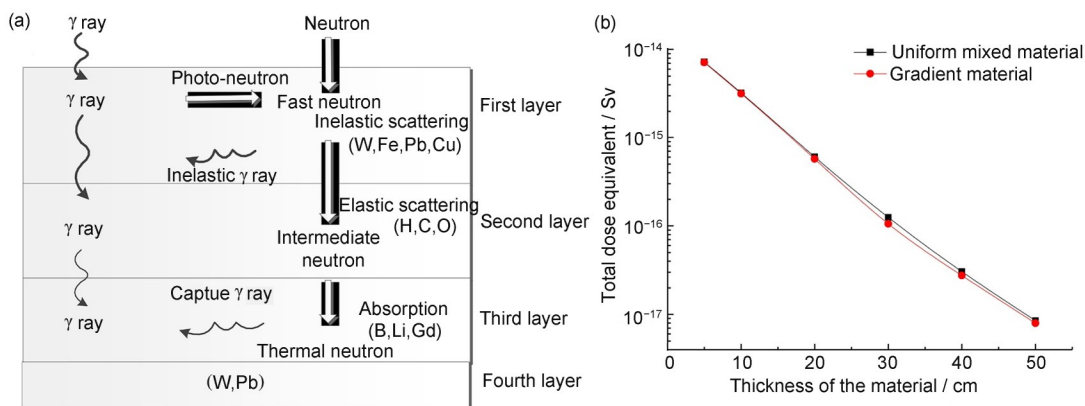 (a)
γ ray
Neutron
Photo-neutron
γ ray
Fast neutron
First layer
Inelastic scattering
(W,Fe,Pb,Cu)
Inelastic γ ray
Elastic scattering
(H,C,O)
Second layer
γ ray
Intermediate
neutron
Captue γ ray
Absorption
(B,Li,Gd)
Third layer
γ ray
Thermal neutron
(W,Pb)
Fourth layer
(b)
Total dose equivalent / Sv
10⁻¹⁴
10⁻¹⁵
10⁻¹⁶
10⁻¹⁷
Uniform mixed material
Gradient material
0 10 20 30 40 50
Thickness of the material / cm